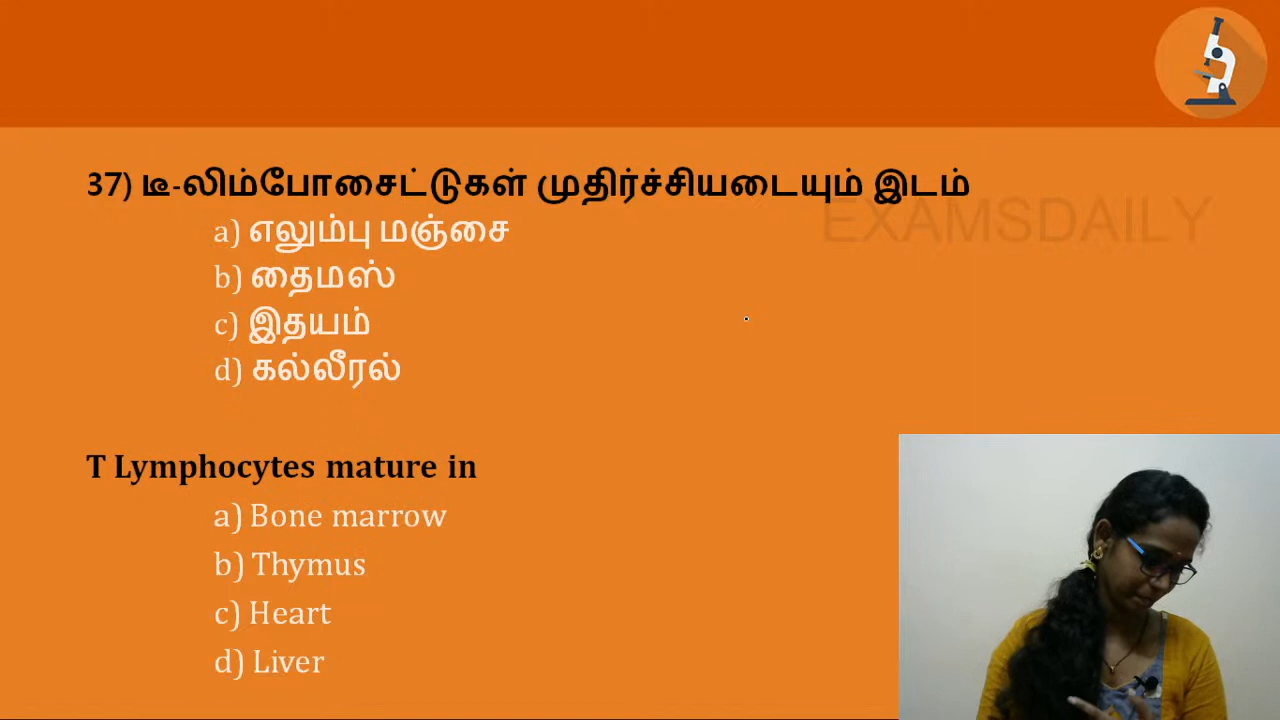 37) டீ-லிம்போசைட்டுகள் முதிர்ச்சியடையும் இடம்
a) எலும்பு மஞ்சை
b) தைமஸ்
c) இதயம்
d) கல்லீரல்
EXAMSDAILY
T Lymphocytes mature in
a) Bone marrow
b) Thymus
c) Heart
d) Liver